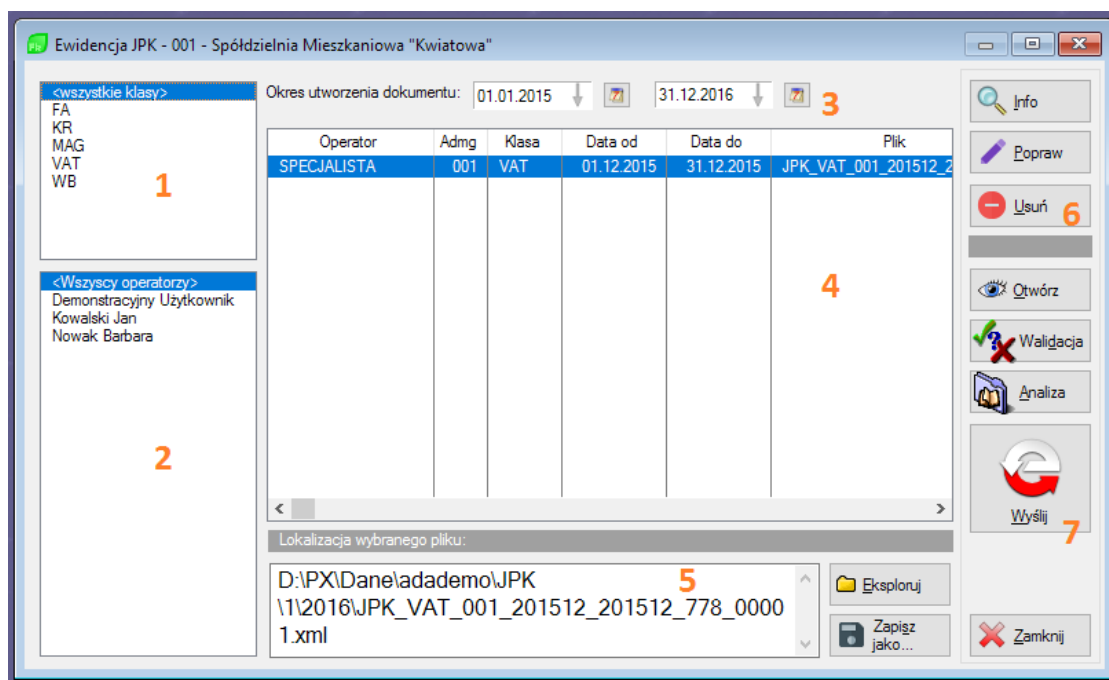 Ewidencja JPK - 001 - Spółdzielnia Mieszkaniowa "Kwiatowa"
<wszystkie klasy>
FA
KR
MAG
VAT
WB
1
<Wszyscy operatorzy>
Demonstracyjny Użytkownik
Kowalski Jan
Nowak Barbara
2
Okres utworzenia dokumentu: 01.01.2015 31.12.2016 3
Operator Admg Klasa Data od Data do Plik
SPECJALISTA 001 VAT 01.12.2015 31.12.2015 JPK_VAT_001_201512_2
4
Lokalizacja wybranego pliku:
D:\PX\Dane\adademo\JPK
\1\2016\JPK_VAT_001_201512_201512_778_0000
1.xml
5
Eksploruj
Zapisz
jako...
Info
Popraw
Usuń
6
Otwórz
Walidacja
Analiza
Wyślij
7
Zamknij